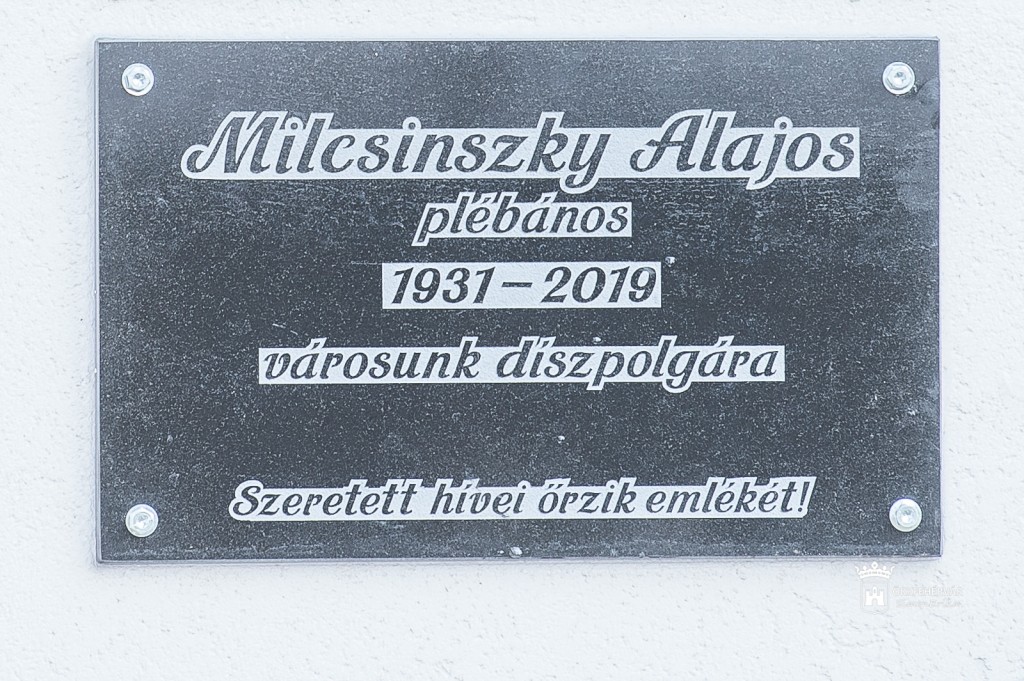 Milcsinszky Alajos
plébános
1931 – 2019
városunk díszpolgára
Szeretett hívei őrzik emlékét!